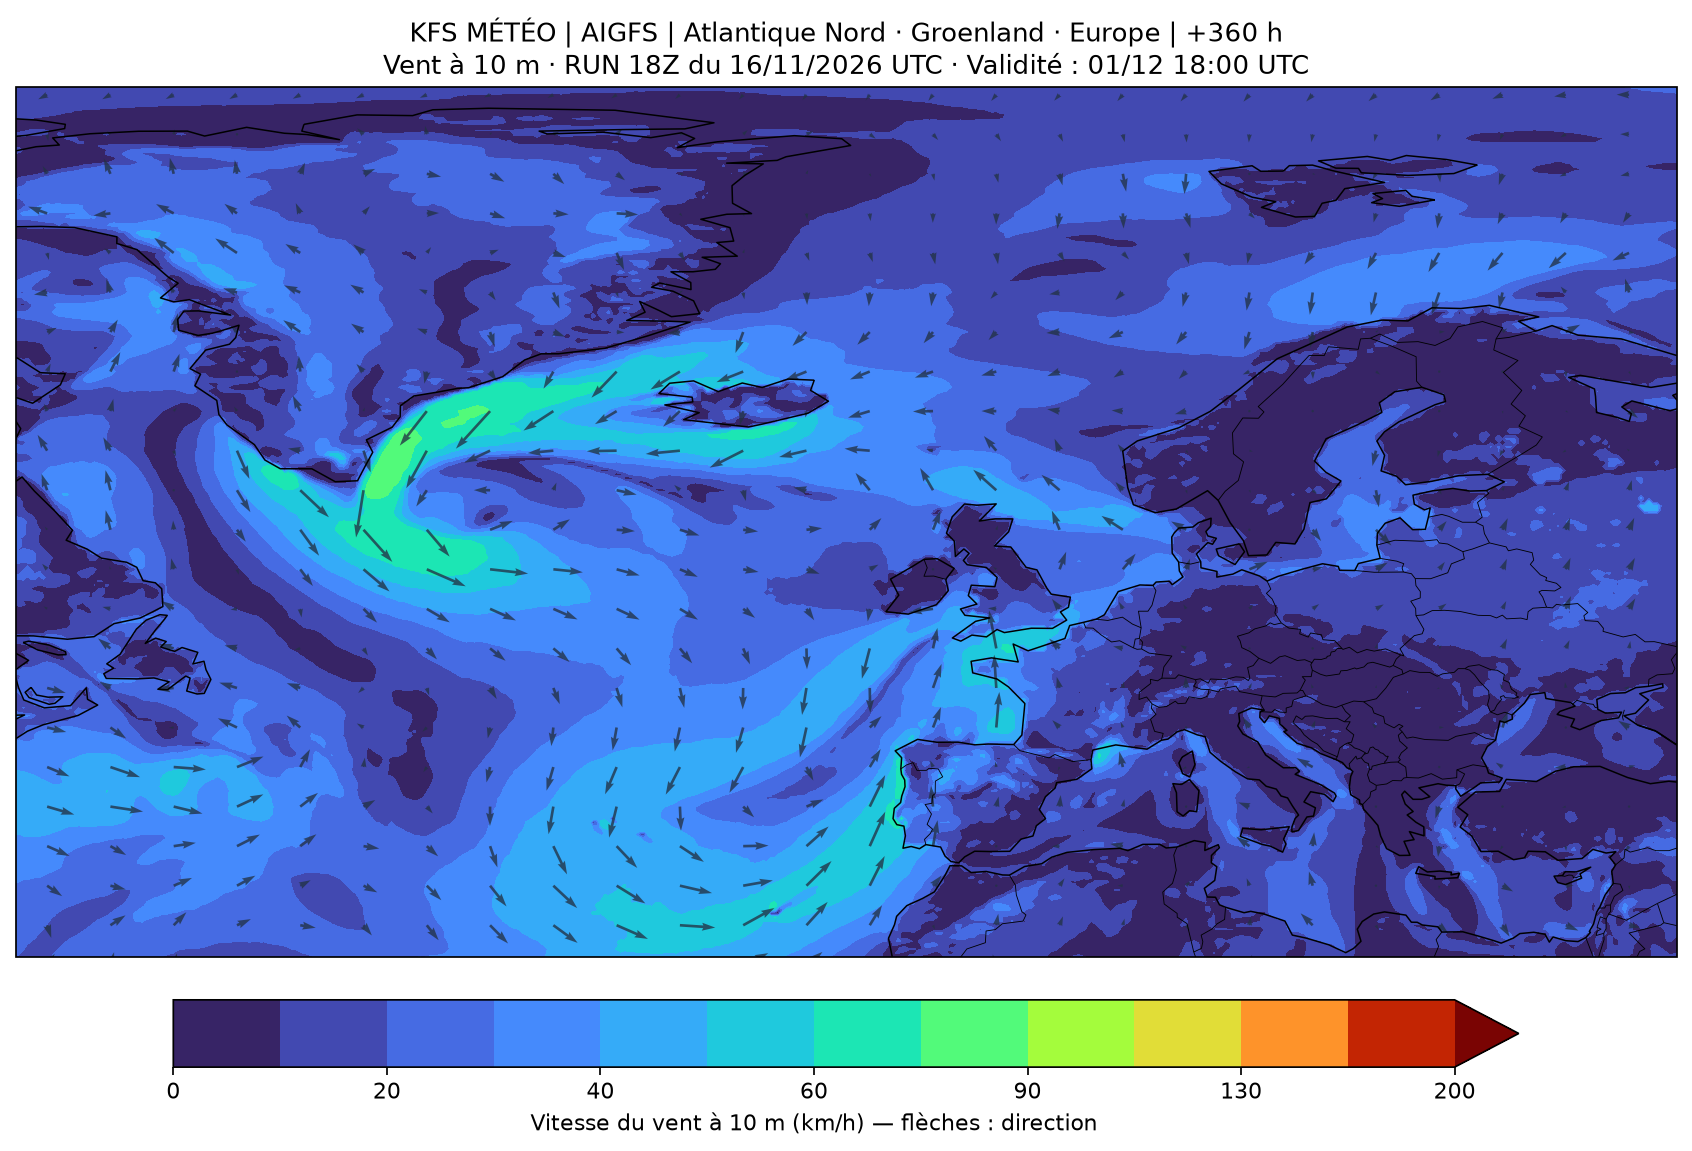 KFS MÉTÉO | AIGFS | Atlantique Nord · Groenland · Europe | +360 h
Vent à 10 m · RUN 18Z du 16/11/2026 UTC · Validité : 01/12 18:00 UTC
0 20 40 60 90 130 200
Vitesse du vent à 10 m (km/h) — flèches : direction